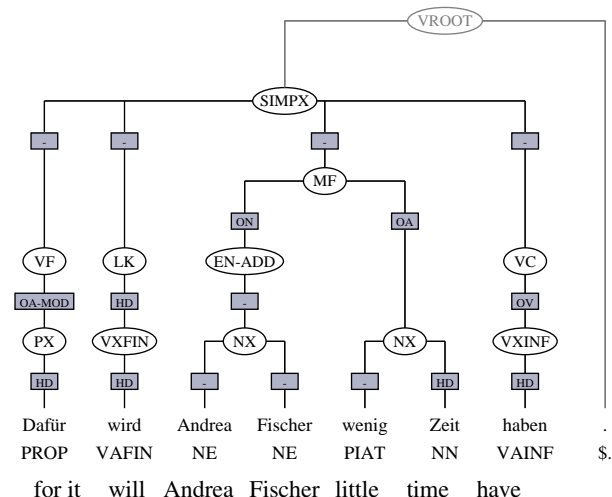 VROOT
SIMPX
- - - -
MF
ON OA
VF LK EN-ADD VC
OA-MOD HD - OV
PX VXFIN NX NX VXINF
HD HD - - - HD HD
Dafür wird Andrea Fischer wenig Zeit haben .
PROP VAFIN NE NE PIAT NN VAINF $.
for it will Andrea Fischer little time have